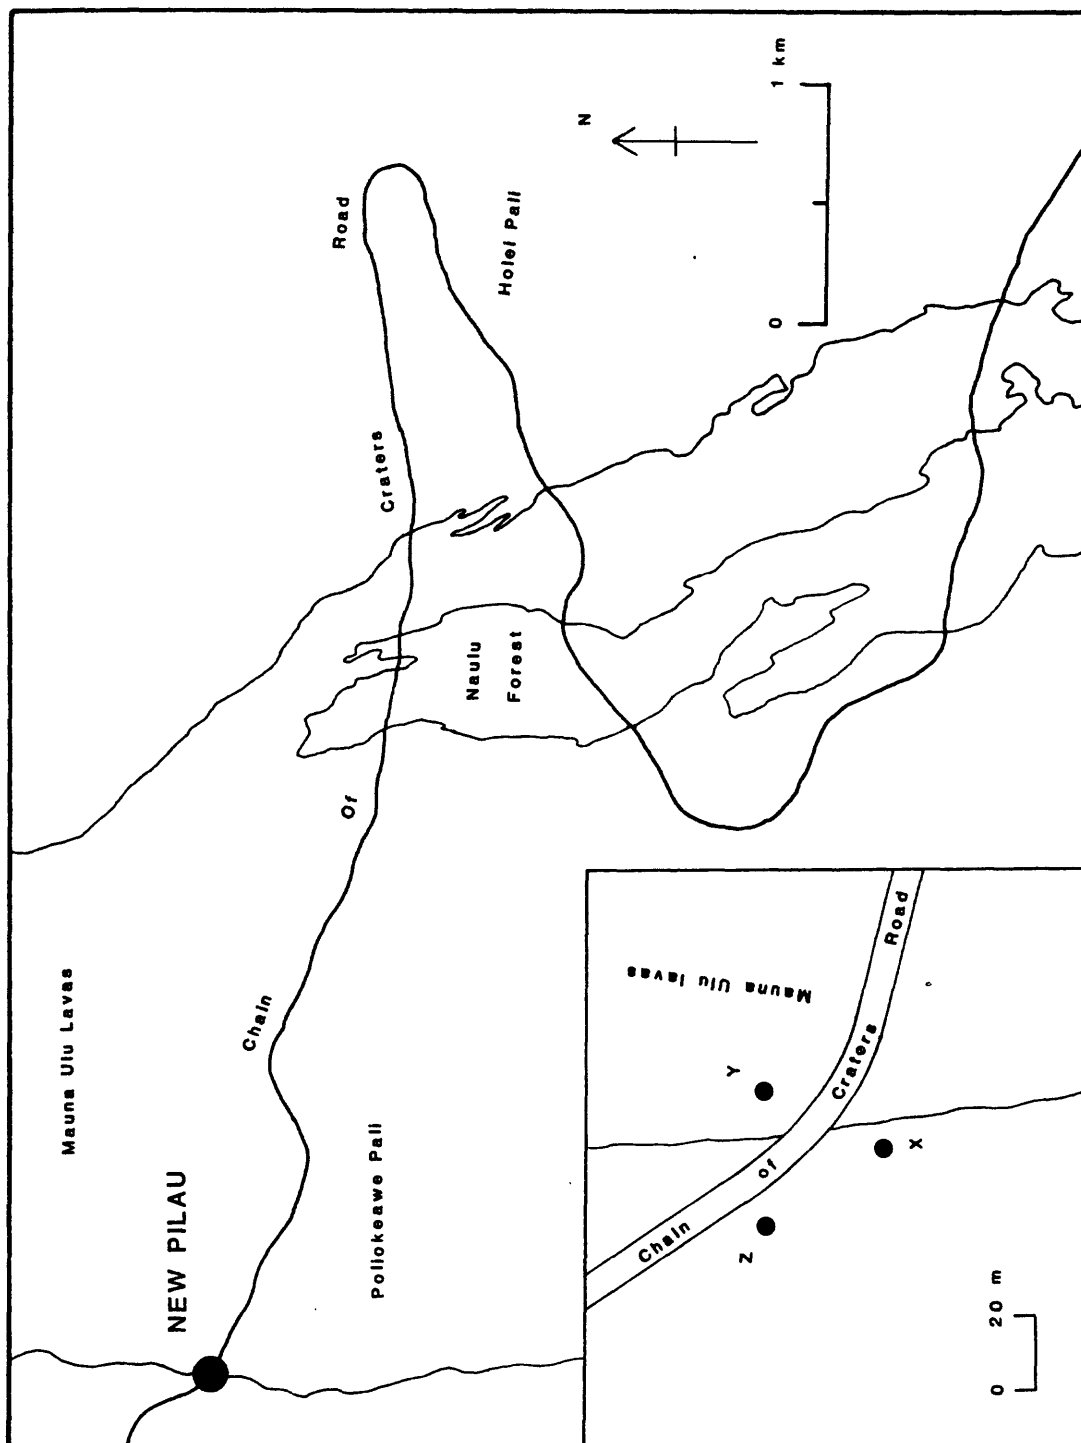 Mauna Ulu Lavas
NEW PILAU
Chain Of Craters Road
Poliokeawe Pali
Holei Pali
Naulu
Forest
N
0 1 km
Mauna Ulu lavas
Chain of Craters Road
Z
Y
X
0 20 m